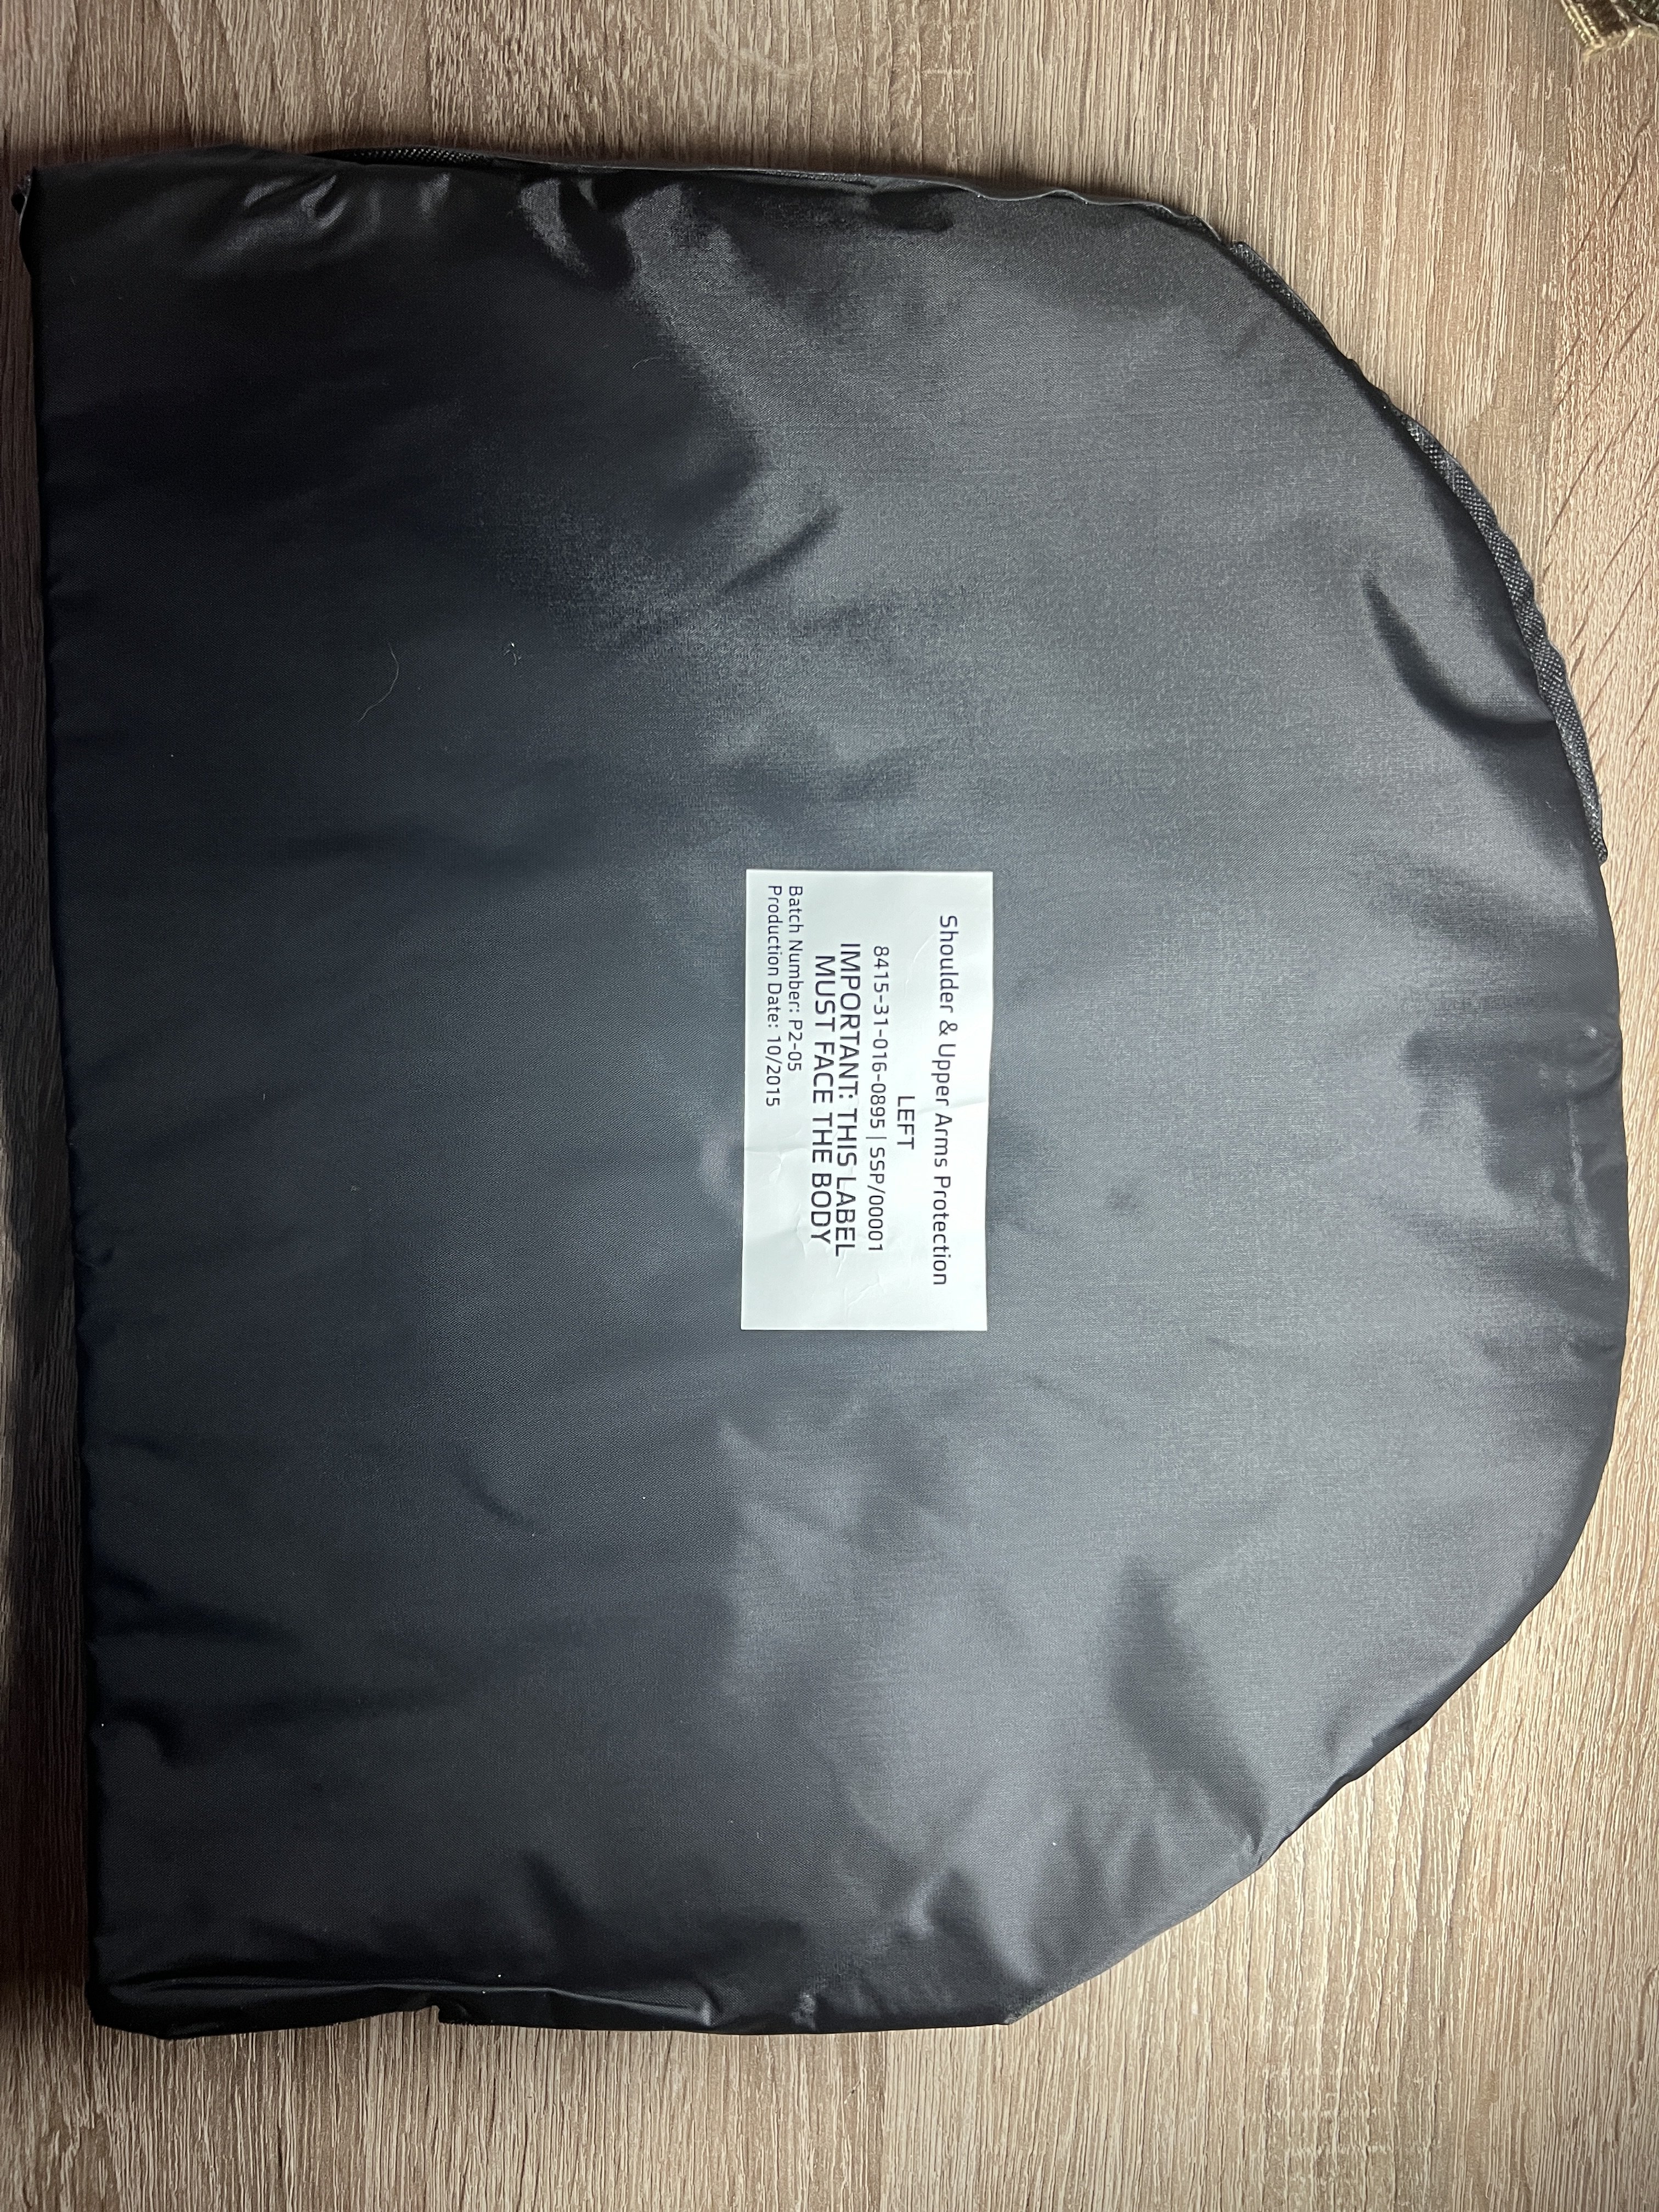 Shoulder & Upper Arms Protection
LEFT
8415-31-016-0895 | SSP/00001
IMPORTANT: THIS LABEL
MUST FACE THE BODY
Batch Number: P2-05
Production Date: 10/2015